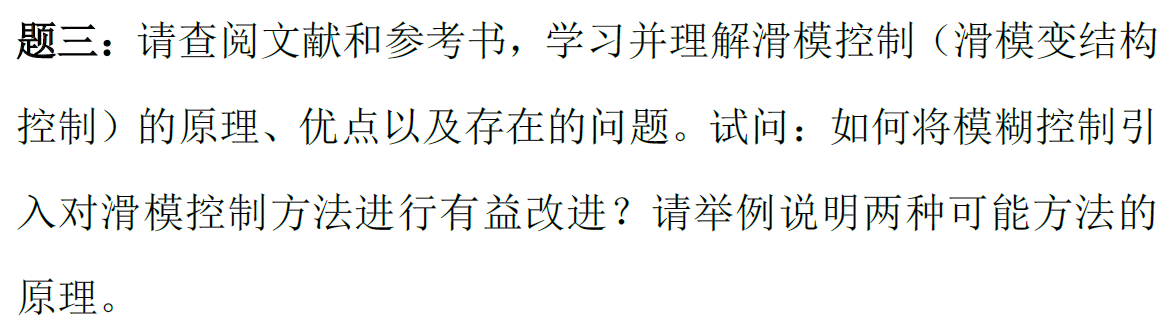 题三：请查阅文献和参考书，学习并理解滑模控制（滑模变结构
控制）的原理、优点以及存在的问题。试问：如何将模糊控制引
入对滑模控制方法进行有益改进？请举例说明两种可能方法的
原理。